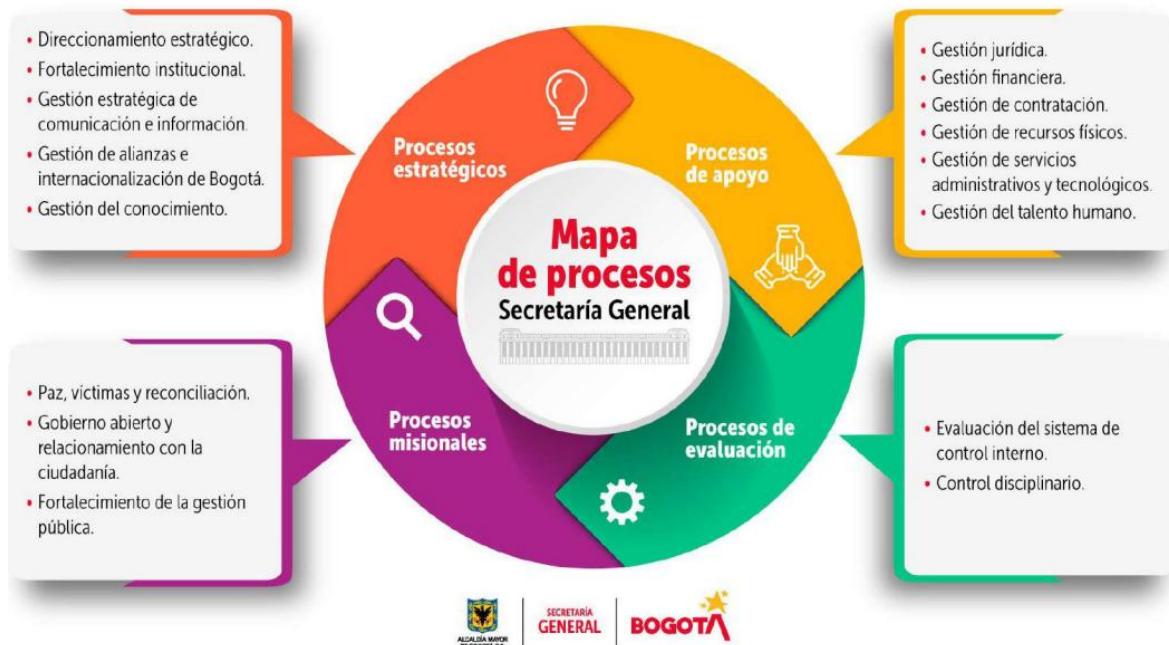 • Direccionamiento estratégico.
• Fortalecimiento institucional.
• Gestión estratégica de
comunicación e información.
• Gestión de alianzas e
internacionalización de Bogotá.
• Gestión del conocimiento.
Procesos
estratégicos
Procesos
de apoyo
• Gestión jurídica.
• Gestión financiera.
• Gestión de contratación.
• Gestión de recursos físicos.
• Gestión de servicios
administrativos y tecnológicos.
• Gestión del talento humano.
Mapa
de procesos
Secretaría General
• Paz, víctimas y reconciliación.
• Gobierno abierto y
relacionamiento con la
ciudadanía.
• Fortalecimiento de la gestión
pública.
Procesos
misionales
Procesos de
evaluación
• Evaluación del sistema de
control interno.
• Control disciplinario.
ALCALDÍA MAYOR
SECRETARÍA
GENERAL
BOGOTÁ